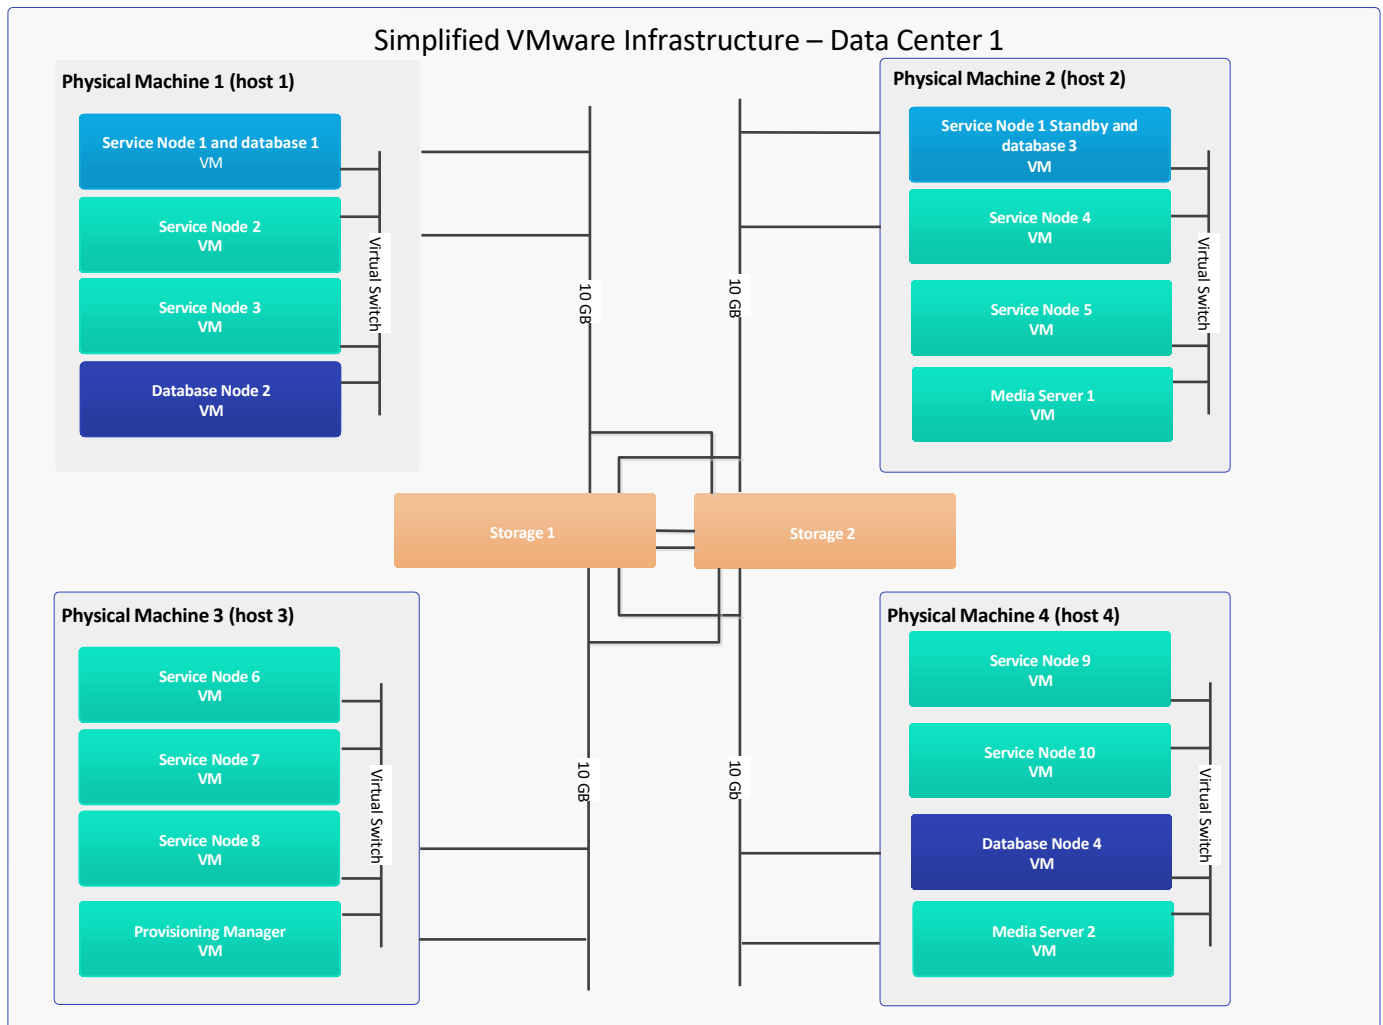 Simplified VMware Infrastructure – Data Center 1
Physical Machine 1 (host 1)
Service Node 1 and database 1
VM
Service Node 2
VM
Service Node 3
VM
Database Node 2
VM
Virtual Switch
10 GB
10 GB
Physical Machine 2 (host 2)
Service Node 1 Standby and
database 3
VM
Service Node 4
VM
Service Node 5
VM
Media Server 1
VM
Virtual Switch
Storage 1
Storage 2
Physical Machine 3 (host 3)
Service Node 6
VM
Service Node 7
VM
Service Node 8
VM
Provisioning Manager
VM
Virtual Switch
10 GB
10 Gb
Physical Machine 4 (host 4)
Service Node 9
VM
Service Node 10
VM
Database Node 4
VM
Media Server 2
VM
Virtual Switch